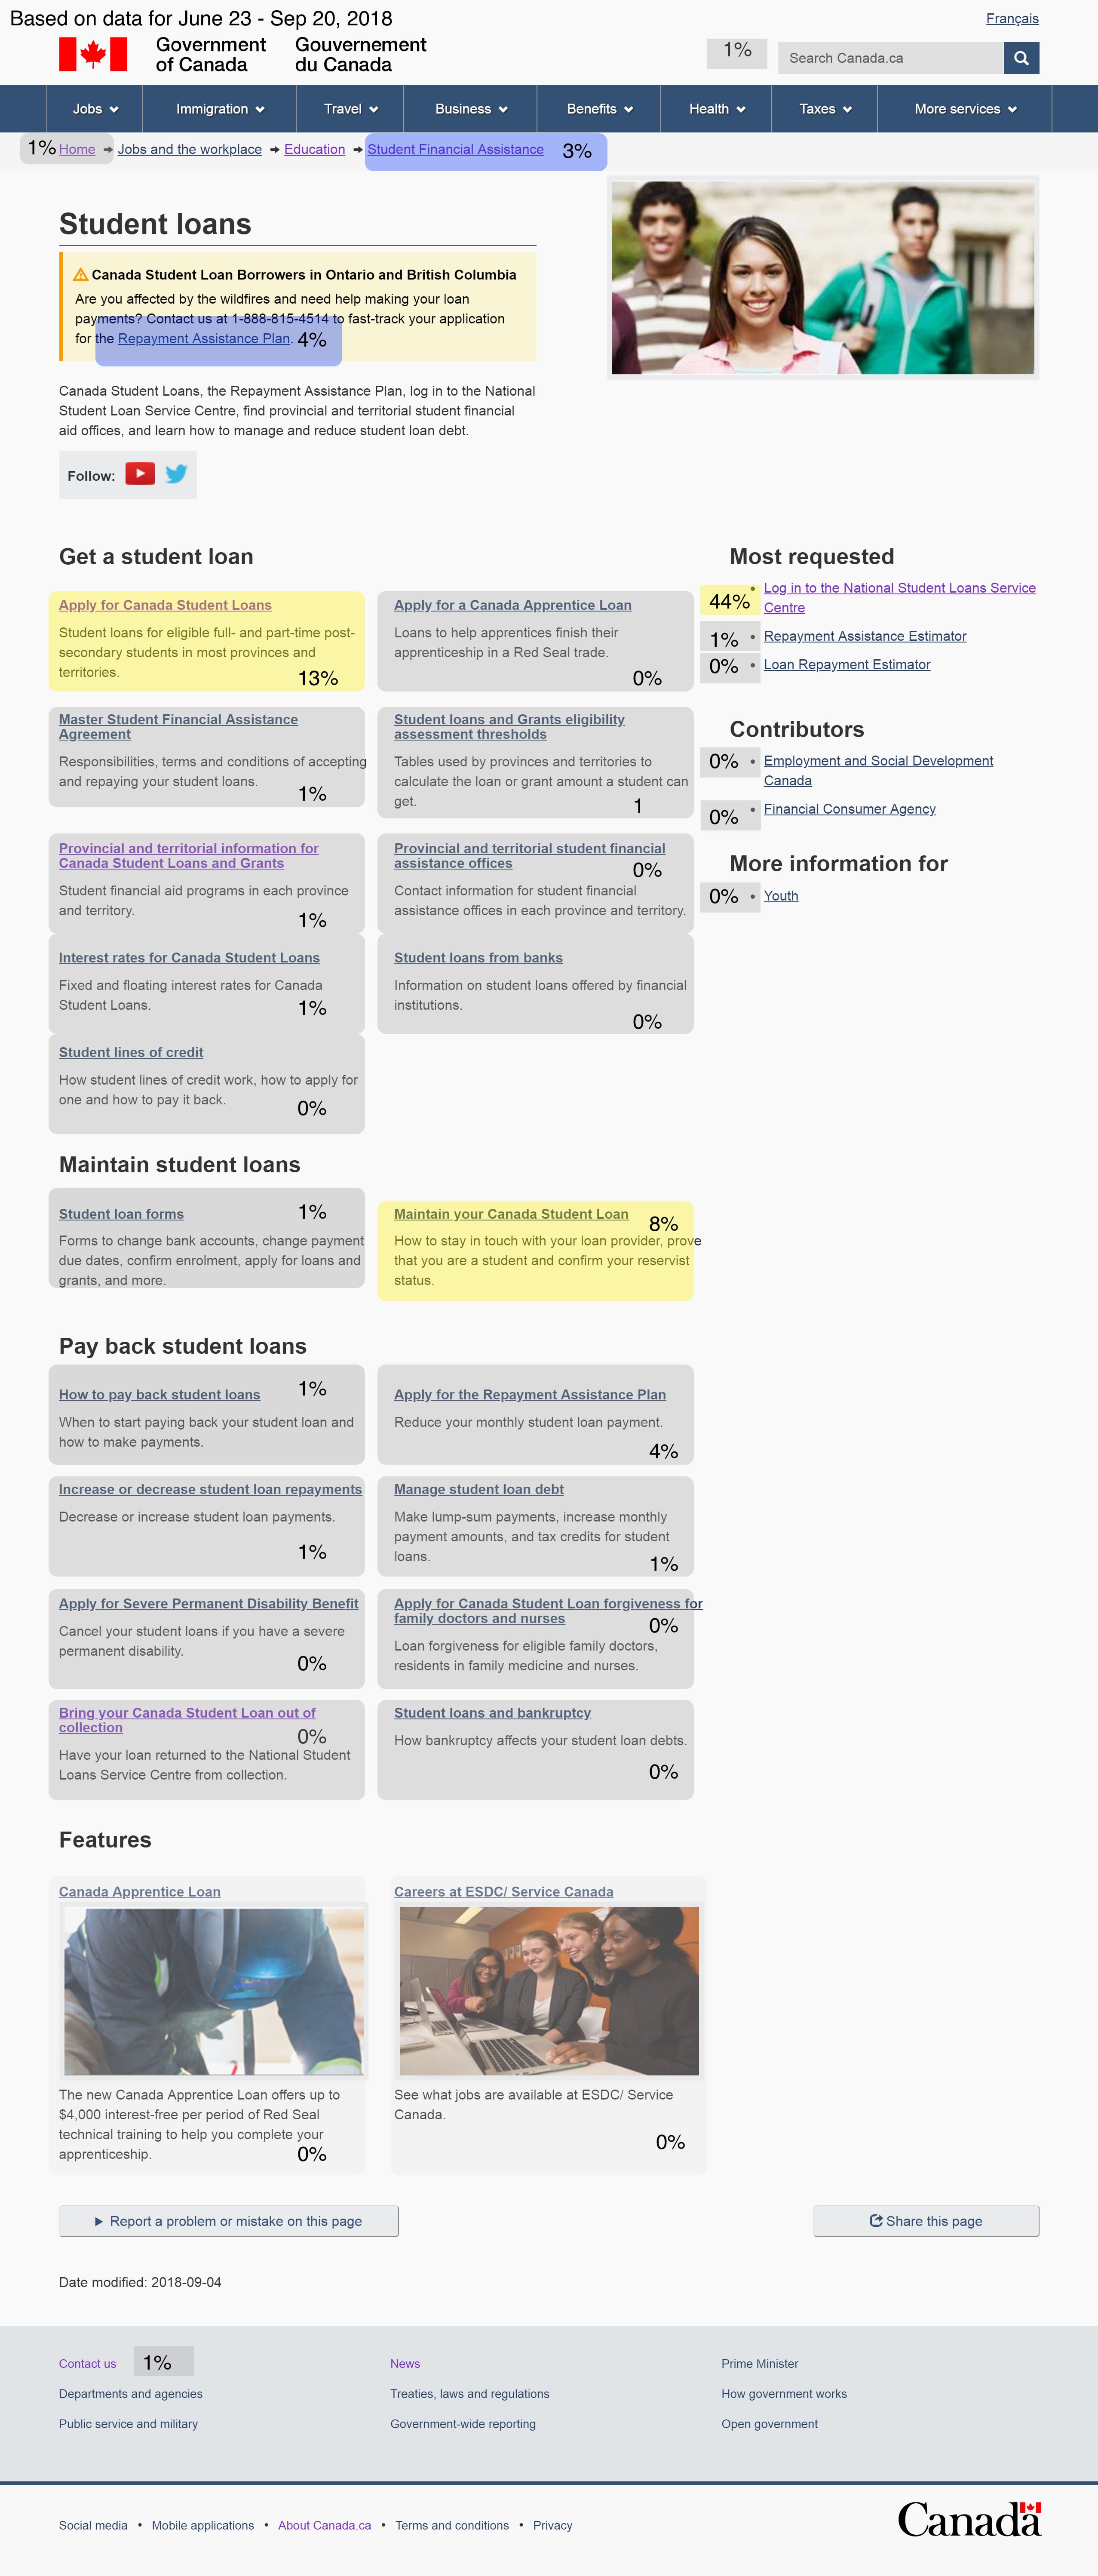 Based on data for June 23 - Sep 20, 2018
Français
Government of Canada
Gouvernement du Canada
1%
Search Canada.ca
Jobs Immigration Travel Business Benefits Health Taxes More services
1% Home → Jobs and the workplace → Education → Student Financial Assistance 3%
Student loans
Canada Student Loan Borrowers in Ontario and British Columbia
Are you affected by the wildfires and need help making your loan
payments? Contact us at 1-888-815-4514 to fast-track your application
for the Repayment Assistance Plan. 4%
Canada Student Loans, the Repayment Assistance Plan, log in to the National
Student Loan Service Centre, find provincial and territorial student financial
aid offices, and learn how to manage and reduce student loan debt.
Follow:
Get a student loan
Apply for Canada Student Loans
Student loans for eligible full- and part-time post-
secondary students in most provinces and
territories.
13%
Apply for a Canada Apprentice Loan
Loans to help apprentices finish their
apprenticeship in a Red Seal trade.
0%
Master Student Financial Assistance
Agreement
Responsibilities, terms and conditions of accepting
and repaying your student loans.
1%
Student loans and Grants eligibility
assessment thresholds
Tables used by provinces and territories to
calculate the loan or grant amount a student can
get.
1
Provincial and territorial information for
Canada Student Loans and Grants
Student financial aid programs in each province
and territory.
1%
Provincial and territorial student financial
assistance offices
0%
Contact information for student financial
assistance offices in each province and territory.
Interest rates for Canada Student Loans
Fixed and floating interest rates for Canada
Student Loans.
1%
Student loans from banks
Information on student loans offered by financial
institutions.
0%
Student lines of credit
How student lines of credit work, how to apply for
one and how to pay it back.
0%
Most requested
44% • Log in to the National Student Loans Service
Centre
1% • Repayment Assistance Estimator
0% • Loan Repayment Estimator
Contributors
0% • Employment and Social Development
Canada
0% • Financial Consumer Agency
More information for
0% • Youth
Maintain student loans
Student loan forms
1%
Forms to change bank accounts, change payment
due dates, confirm enrolment, apply for loans and
grants, and more.
Maintain your Canada Student Loan
8%
How to stay in touch with your loan provider, prove
that you are a student and confirm your reservist
status.
Pay back student loans
How to pay back student loans
1%
When to start paying back your student loan and
how to make payments.
Apply for the Repayment Assistance Plan
Reduce your monthly student loan payment.
4%
Increase or decrease student loan repayments
Decrease or increase student loan payments.
1%
Manage student loan debt
Make lump-sum payments, increase monthly
payment amounts, and tax credits for student
loans.
1%
Apply for Severe Permanent Disability Benefit
Cancel your student loans if you have a severe
permanent disability.
0%
Apply for Canada Student Loan forgiveness for
family doctors and nurses
0%
Loan forgiveness for eligible family doctors,
residents in family medicine and nurses.
Bring your Canada Student Loan out of
collection
0%
Have your loan returned to the National Student
Loans Service Centre from collection.
Student loans and bankruptcy
How bankruptcy affects your student loan debts.
0%
Features
Canada Apprentice Loan
The new Canada Apprentice Loan offers up to
$4,000 interest-free per period of Red Seal
technical training to help you complete your
apprenticeship.
0%
Careers at ESDC/ Service Canada
See what jobs are available at ESDC/ Service
Canada.
0%
Report a problem or mistake on this page
Share this page
Date modified: 2018-09-04
Contact us 1% News Prime Minister
Departments and agencies Treaties, laws and regulations How government works
Public service and military Government-wide reporting Open government
Social media • Mobile applications • About Canada.ca • Terms and conditions • Privacy
Canada